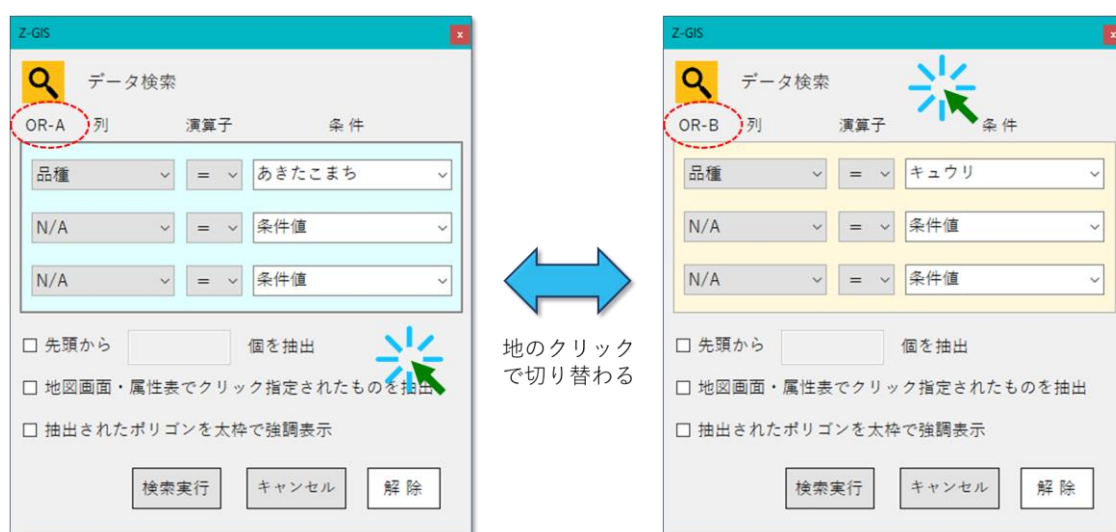 Z-GIS
x
データ検索
OR-A 列 演算子 条件
品種 = あきたこまち
N/A = 条件値
N/A = 条件値
先頭から 個を抽出
地図画面・属性表でクリック指定されたものを抽出
抽出されたポリゴンを太枠で強調表示
検索実行 キャンセル 解除
地のクリック
で切り替わる
Z-GIS
x
データ検索
OR-B 列 演算子 条件
品種 = キュウリ
N/A = 条件値
N/A = 条件値
先頭から 個を抽出
地図画面・属性表でクリック指定されたものを抽出
抽出されたポリゴンを太枠で強調表示
検索実行 キャンセル 解除